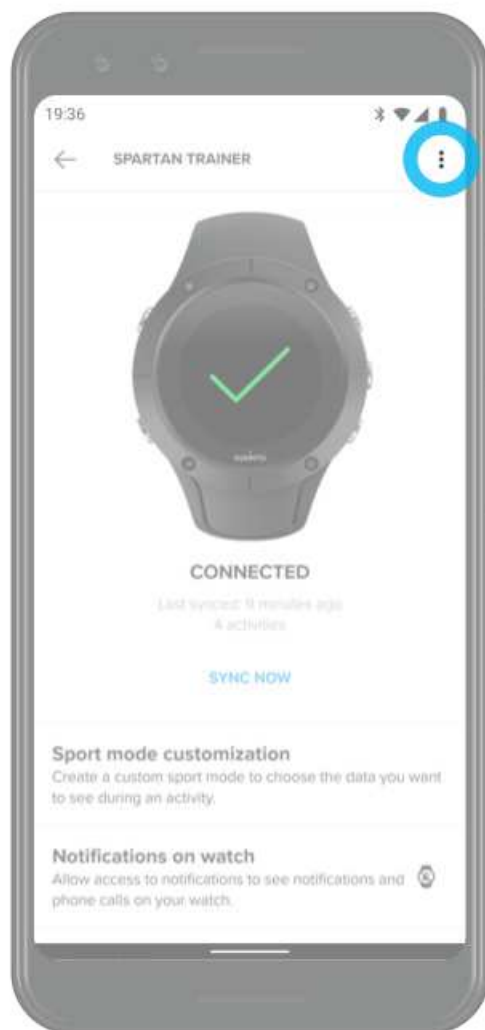 19:36
SPARTAN TRAINER
SUUNTO
CONNECTED
Last synced: 9 minutes ago
4 activities
SYNC NOW
Sport mode customization
Create a custom sport mode to choose the data you want
to see during an activity.
Notifications on watch
Allow access to notifications to see notifications and
phone calls on your watch.